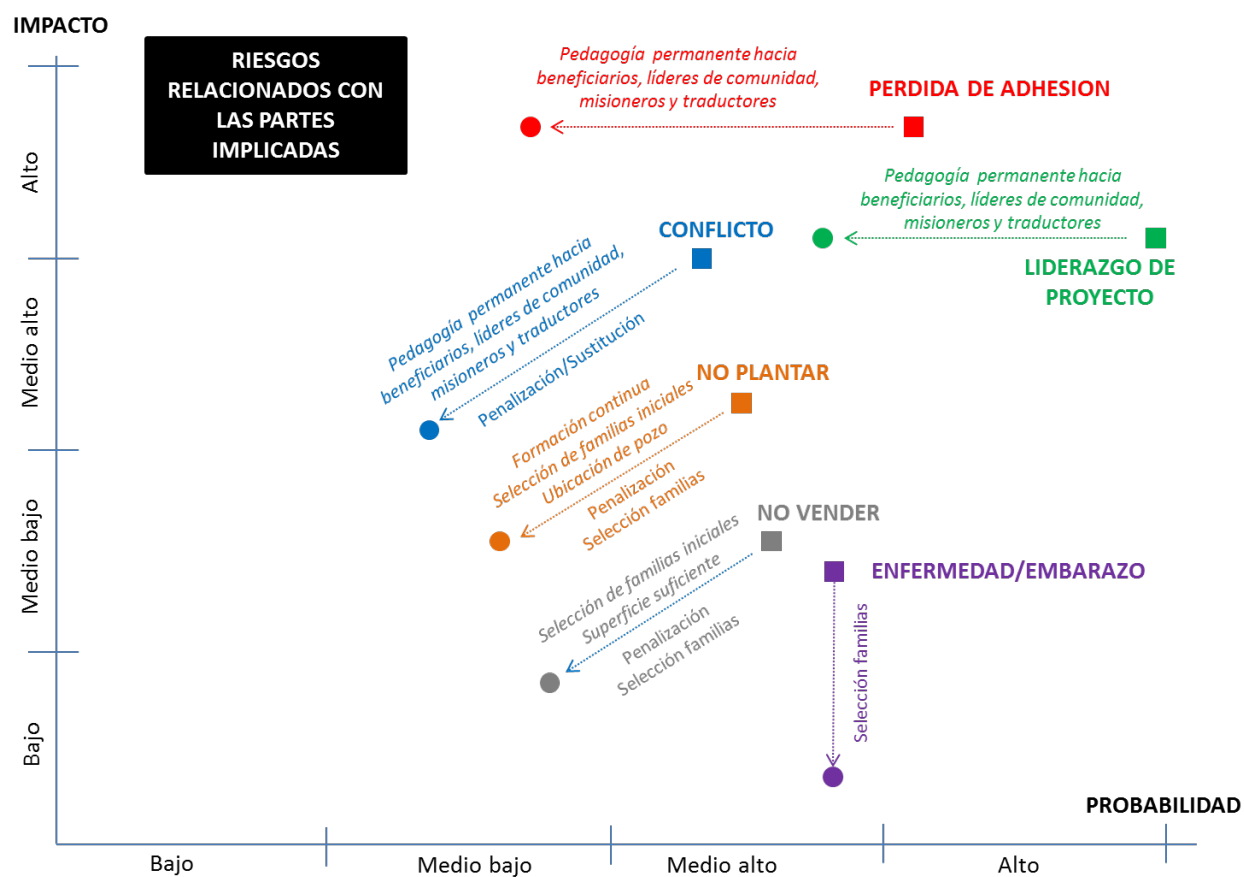 IMPACTO
RIESGOS
RELACIONADOS CON
LAS PARTES
IMPLICADAS
Pedagogía permanente hacia
beneficiarios, líderes de comunidad,
misioneros y traductores
PERDIDA DE ADHESION
Alto
Pedagogía permanente hacia
beneficiarios, líderes de comunidad,
misioneros y traductores
LIDERAZGO DE
PROYECTO
CONFLICTO
Pedagogía permanente hacia
beneficiarios, líderes de comunidad,
misioneros y traductores
Penalización/Sustitución
Medio alto
NO PLANTAR
Formación continua
Selección de familias iniciales
Ubicación de pozo
Penalización
Selección familias
Medio bajo
NO VENDER
Selección de familias iniciales
Superficie suficiente
Penalización
Selección familias
ENFERMEDAD/EMBARAZO
Selección familias
Bajo
PROBABILIDAD
Bajo
Medio bajo
Medio alto
Alto